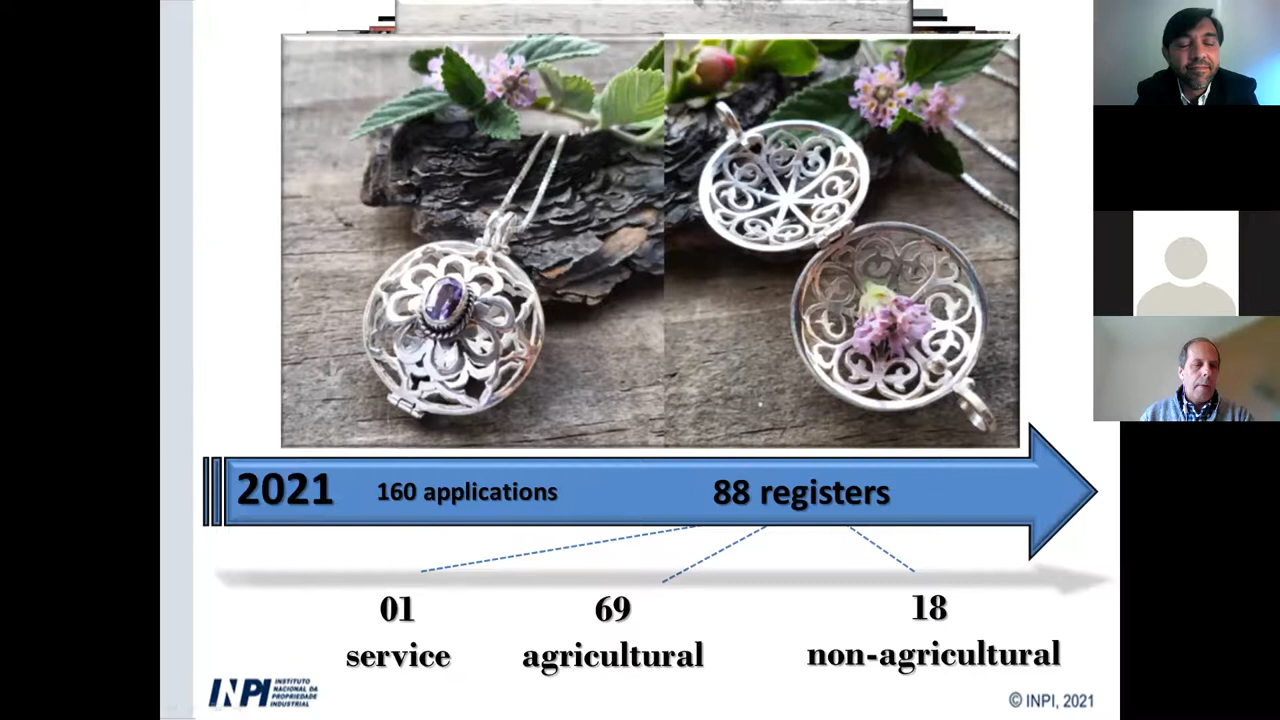 2021
160 applications
88 registers
01
service
69
agricultural
18
non-agricultural
INPI
INSTITUTO
NACIONAL DA
PROPRIEDADE
INDUSTRIAL
© INPI, 2021